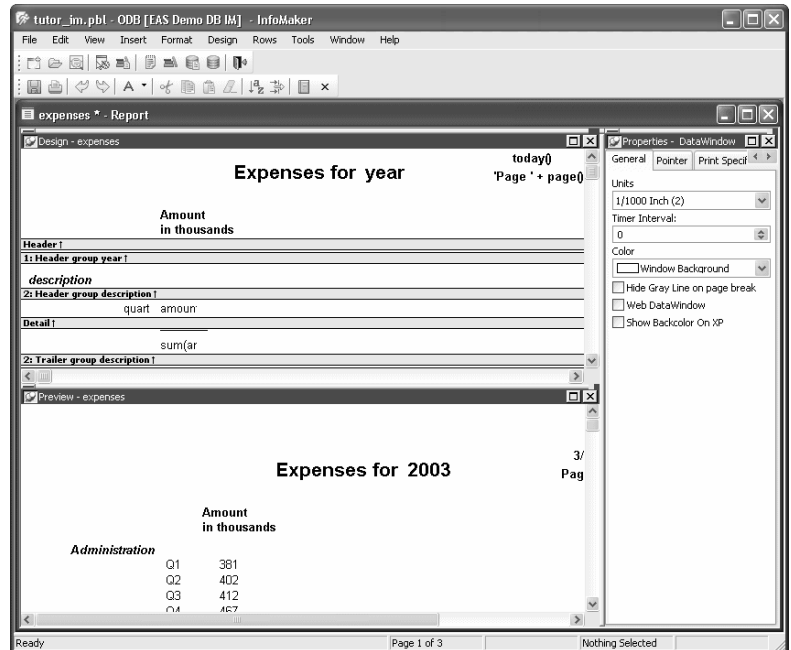 tutor_im.pbl - ODB [EAS Demo DB IM] - InfoMaker
File Edit View Insert Format Design Rows Tools Window Help
expenses * - Report
Design - expenses
Expenses for year
today()
'Page ' + page()
Amount
in thousands
Header ↑
1: Header group year ↑
description
2: Header group description ↑
quart amoun
Detail ↑
sum(ar
2: Trailer group description ↑
Preview - expenses
Expenses for 2003
3/
Pag
Amount
in thousands
Administration
Q1 381
Q2 402
Q3 412
Q4 467
Properties - DataWindow
General Pointer Print Specif
Units
1/1000 Inch (2)
Timer Interval:
0
Color
Window Background
Hide Gray Line on page break
Web DataWindow
Show Backcolor On XP
Ready Page 1 of 3 Nothing Selected